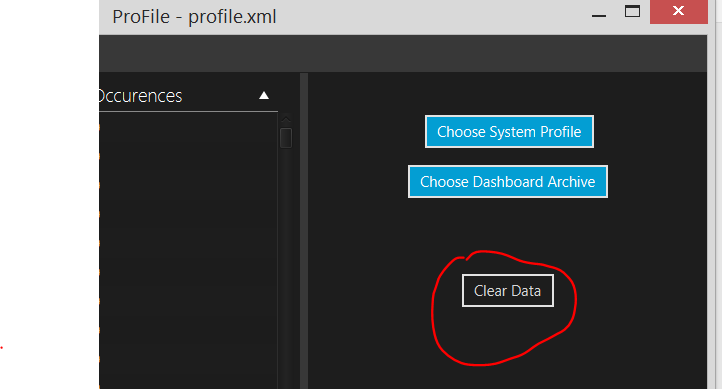 ProFile - profile.xml
Occurences
Choose System Profile
Choose Dashboard Archive
Clear Data